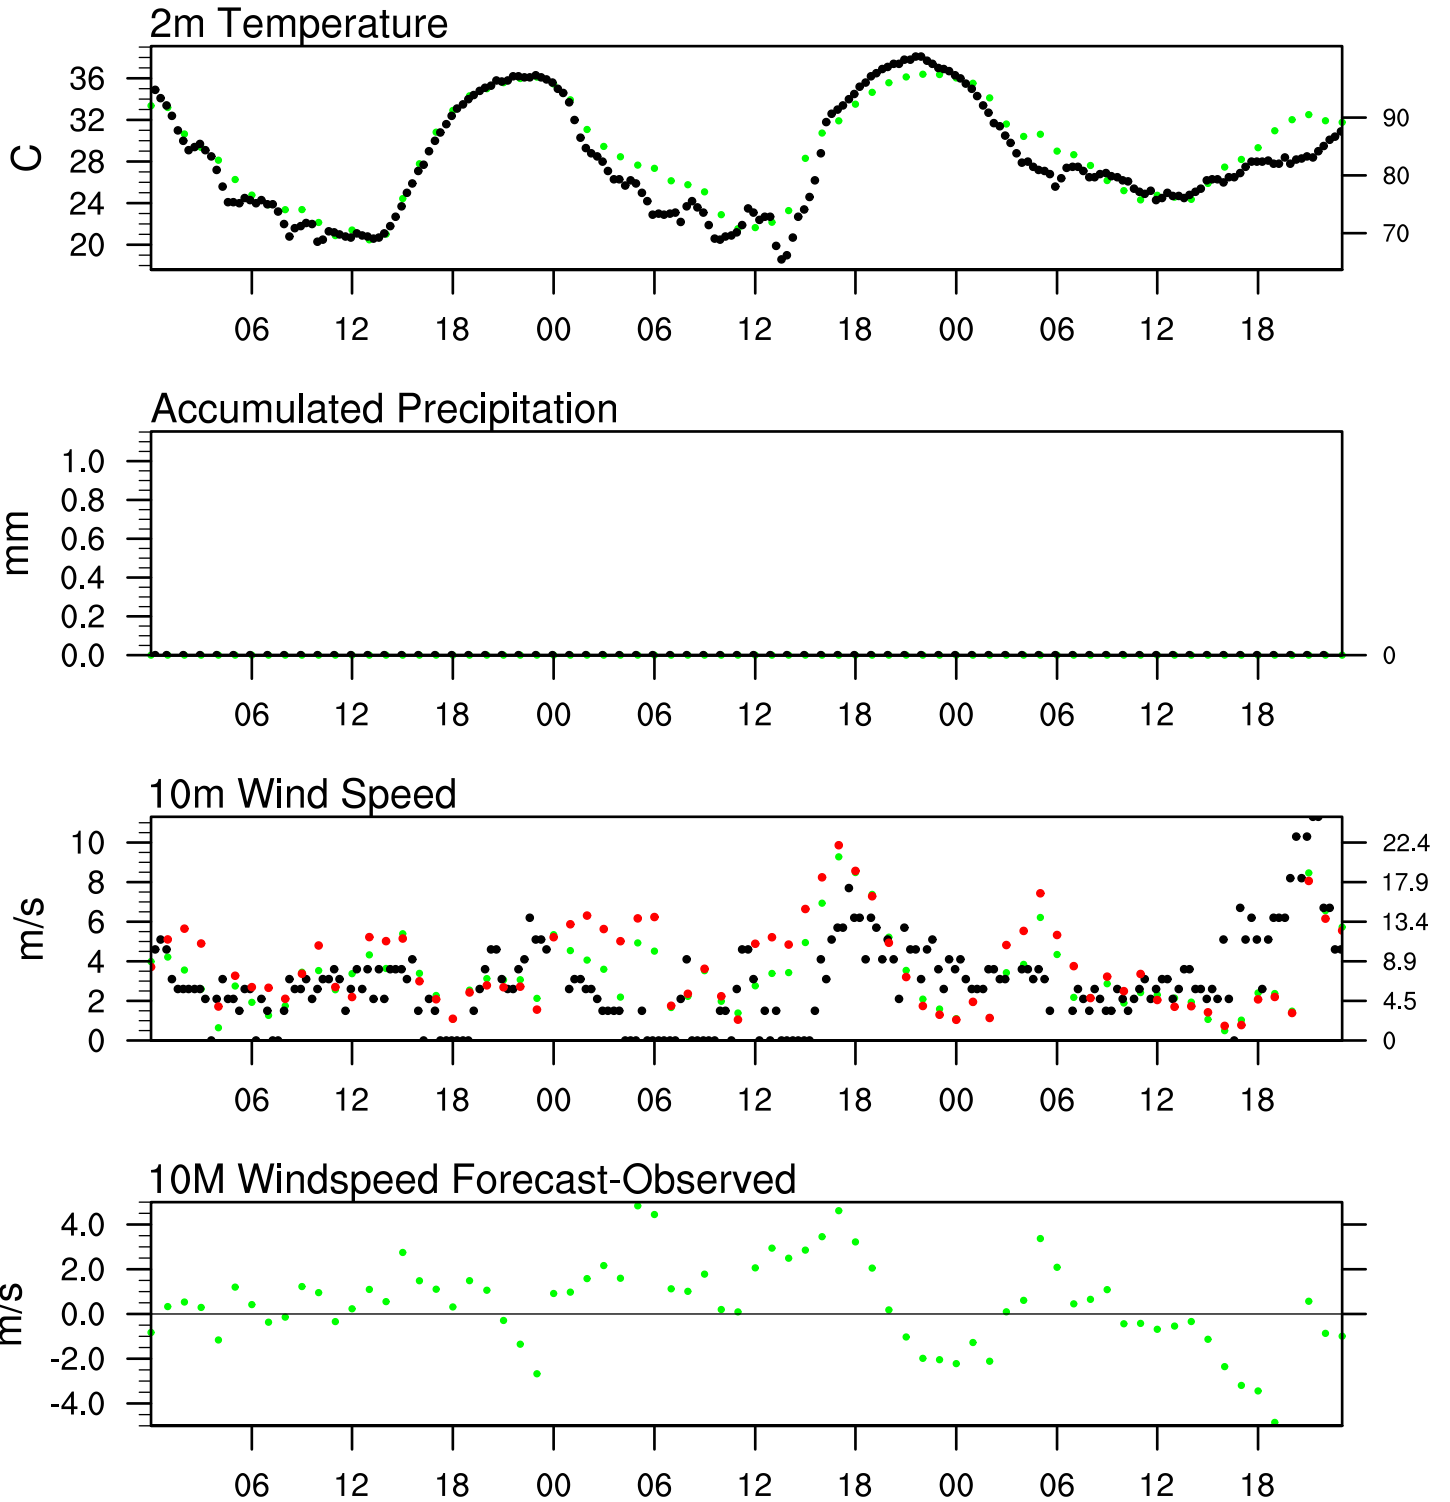 2m Temperature
C
36
32
28
24
20
90
80
70
06 12 18 00 06 12 18 00 06 12 18
Accumulated Precipitation
mm
1.0
0.8
0.6
0.4
0.2
0.0
0
06 12 18 00 06 12 18 00 06 12 18
10m Wind Speed
m/s
10
8
6
4
2
0
22.4
17.9
13.4
8.9
4.5
0
06 12 18 00 06 12 18 00 06 12 18
10M Windspeed Forecast-Observed
m/s
4.0
2.0
0.0
-2.0
-4.0
06 12 18 00 06 12 18 00 06 12 18